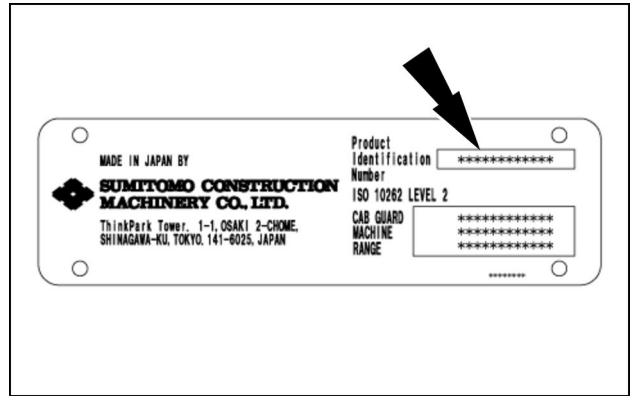 MADE IN JAPAN BY
SUMITOMO CONSTRUCTION
MACHINERY CO., LTD.
ThinkPark Tower. 1-1, OSAKI 2-CHOME,
SHINAGAWA-KU, TOKYO. 141-6025, JAPAN
Product
Identification ************
Number
ISO 10262 LEVEL 2
CAB GUARD ************
MACHINE ************
RANGE ************
********